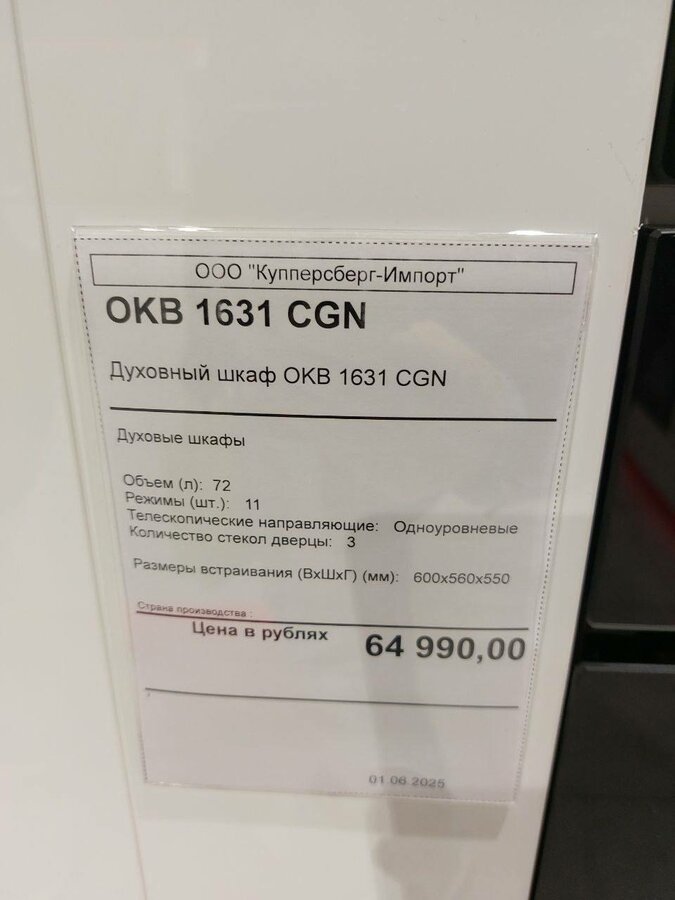 ООО "Купперсберг-Импорт"
OKB 1631 CGN
Духовный шкаф OKB 1631 CGN
Духовые шкафы
Объем (л): 72
Режимы (шт.): 11
Телескопические направляющие: Одноуровневые
Количество стекол дверцы: 3
Размеры встраивания (ВхШхГ) (мм): 600х560х550
Страна производства :
Цена в рублях 64 990,00
01.06.2025